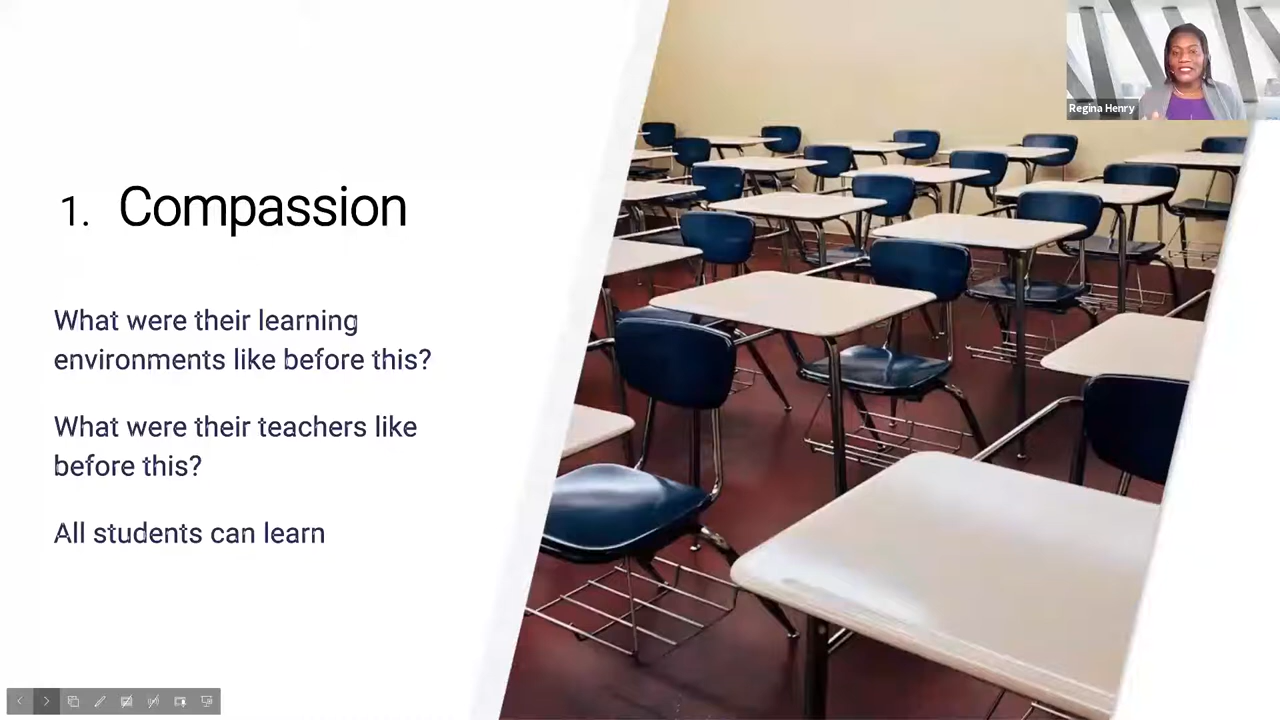 Regina Henry
1. Compassion
What were their learning
environments like before this?
What were their teachers like
before this?
All students can learn